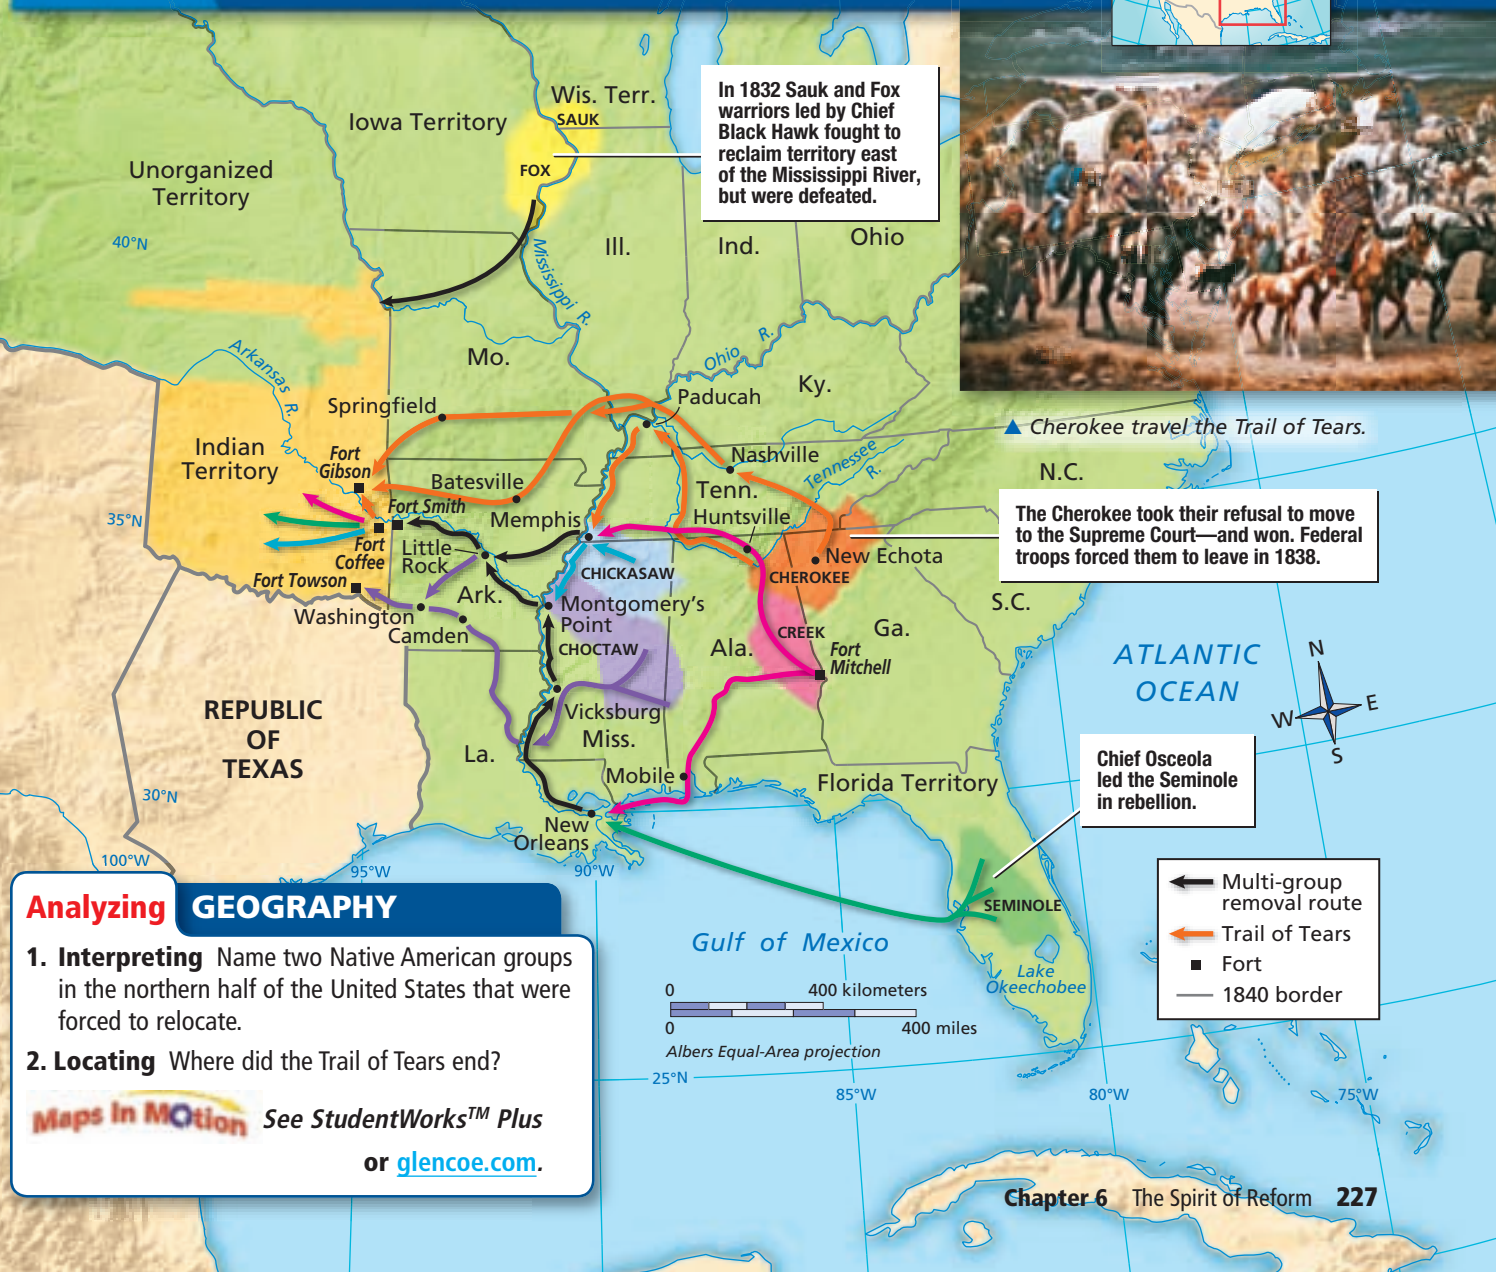 Wis. Terr.
SAUK
Iowa Territory
FOX
Unorganized
Territory
In 1832 Sauk and Fox
warriors led by Chief
Black Hawk fought to
reclaim territory east
of the Mississippi River,
but were defeated.
40°N
Ill.
Ind.
Ohio
Mississippi R.
Arkansas R.
Mo.
Ohio R.
Ky.
Springfield
Paducah
▲ Cherokee travel the Trail of Tears.
Indian
Territory
Fort
Gibson
Nashville
Tennessee R.
N.C.
Batesville
Tenn.
35°N
Fort Smith
Memphis
Huntsville
The Cherokee took their refusal to move
to the Supreme Court—and won. Federal
troops forced them to leave in 1838.
Fort
Coffee
Little
Rock
New Echota
CHICKASAW
CHEROKEE
Fort Towson
Ark.
Montgomery's
Point
S.C.
Washington
Camden
CHOCTAW
Ala.
CREEK
Ga.
Fort
Mitchell
ATLANTIC
OCEAN
N
W
E
S
REPUBLIC
OF
TEXAS
Vicksburg
Miss.
La.
Mobile
Florida Territory
Chief Osceola
led the Seminole
in rebellion.
30°N
New
Orleans
100°W
95°W
90°W
SEMINOLE
Multi-group
removal route
Trail of Tears
Fort
1840 border
Gulf of Mexico
Lake
Okeechobee
0 400 kilometers
0 400 miles
Albers Equal-Area projection
25°N
85°W
80°W
75°W
Analyzing GEOGRAPHY
1. Interpreting Name two Native American groups
in the northern half of the United States that were
forced to relocate.
2. Locating Where did the Trail of Tears end?
Maps In MOtion See StudentWorks™ Plus
or glencoe.com.
Chapter 6 The Spirit of Reform 227